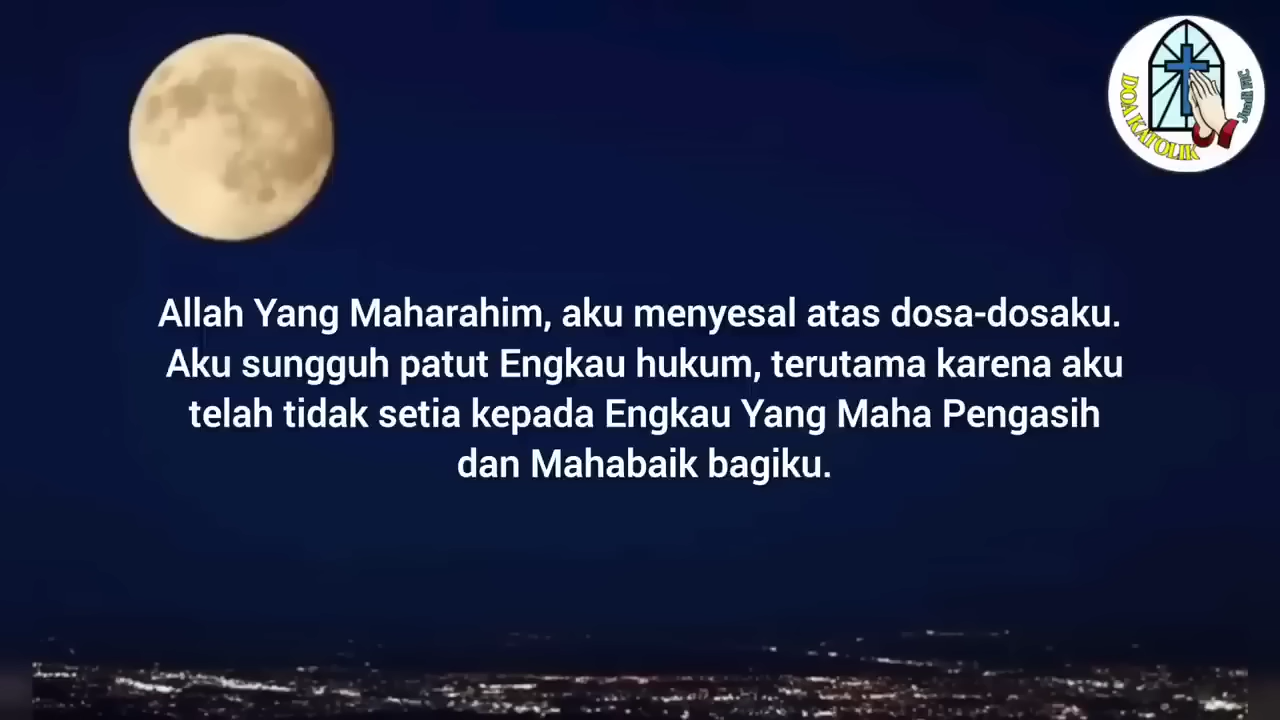 Allah Yang Maharahim, aku menyesal atas dosa-dosaku.
Aku sungguh patut Engkau hukum, terutama karena aku
telah tidak setia kepada Engkau Yang Maha Pengasih
dan Mahabaik bagiku.
DOA KATOLIK